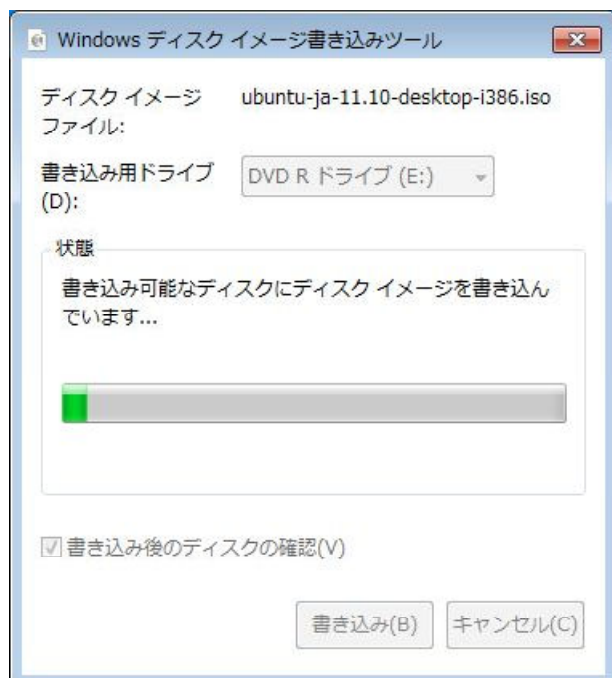 Windows ディスク イメージ書き込みツール
ディスク イメージ
ファイル:
ubuntu-ja-11.10-desktop-i386.iso
書き込み用ドライブ
(D):
DVD R ドライブ (E:)
状態
書き込み可能なディスクにディスク イメージを書き込ん
でいます...
書き込み後のディスクの確認(V)
書き込み(B)
キャンセル(C)